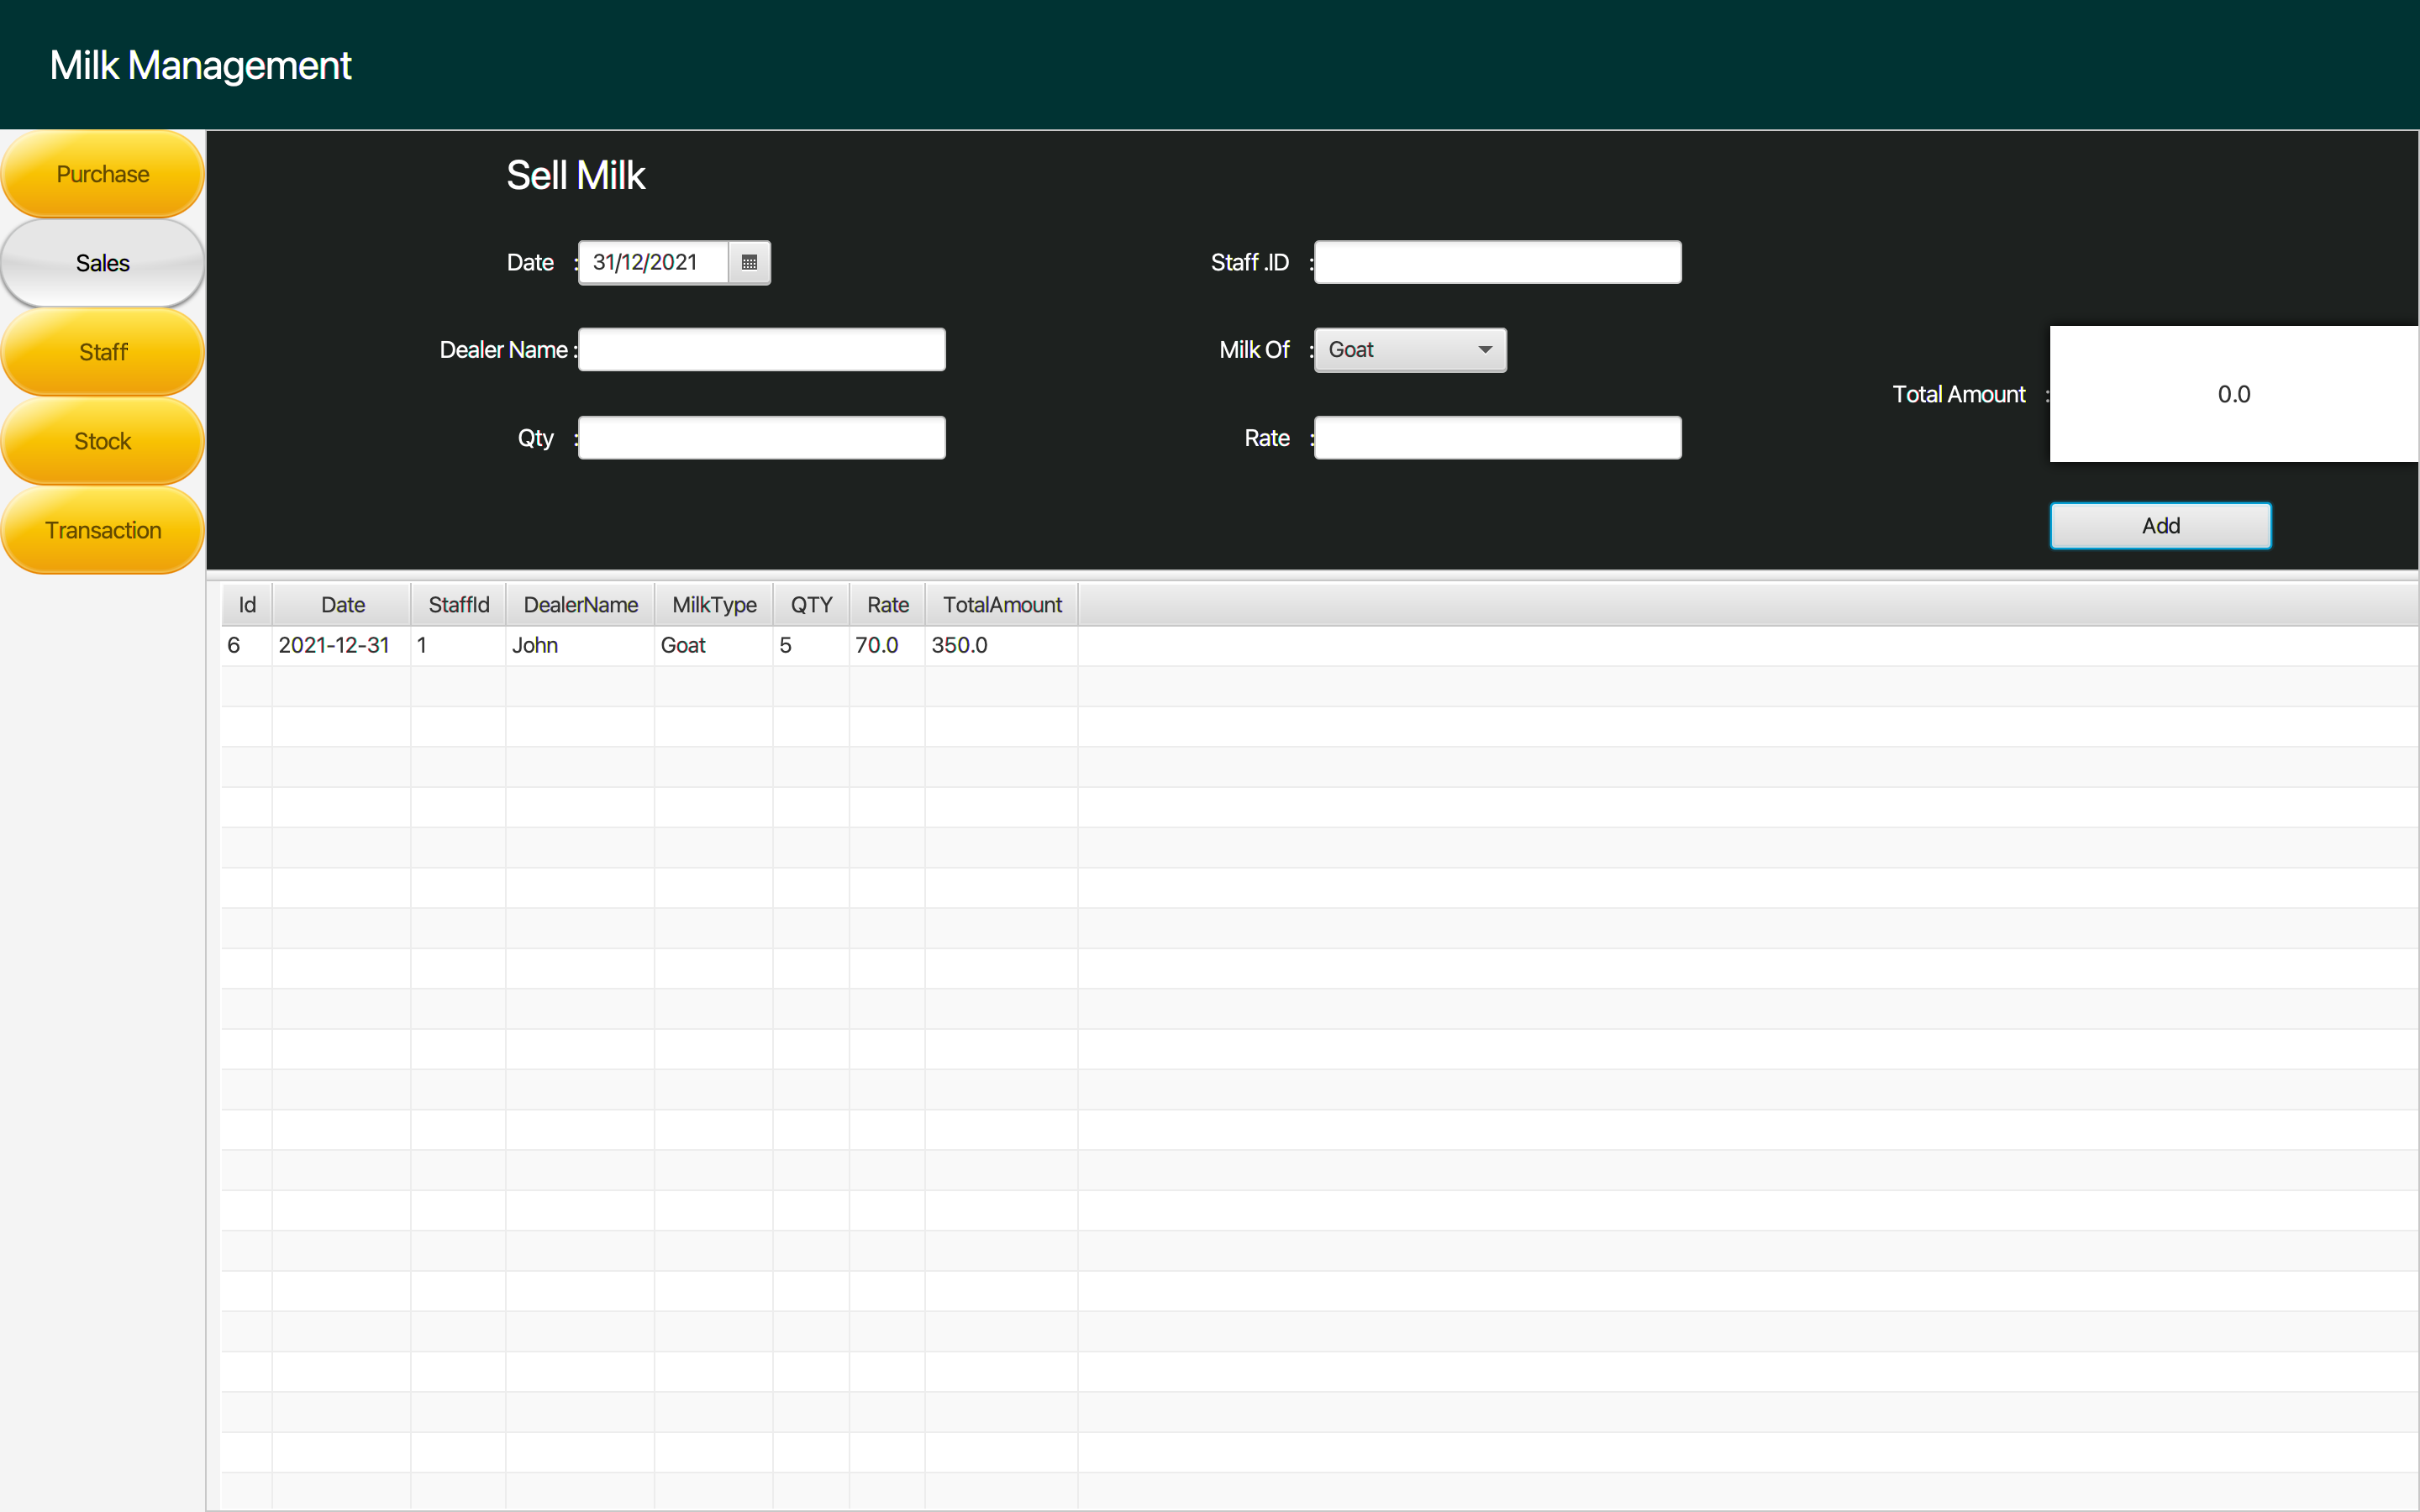 Milk Management
Purchase
Sales
Staff
Stock
Transaction
Sell Milk
Date : 31/12/2021 Staff .ID :
Dealer Name : Milk Of : Goat
Total Amount : 0.0
Qty : Rate :
Add
Id Date StaffId DealerName MilkType QTY Rate TotalAmount
6 2021-12-31 1 John Goat 5 70.0 350.0